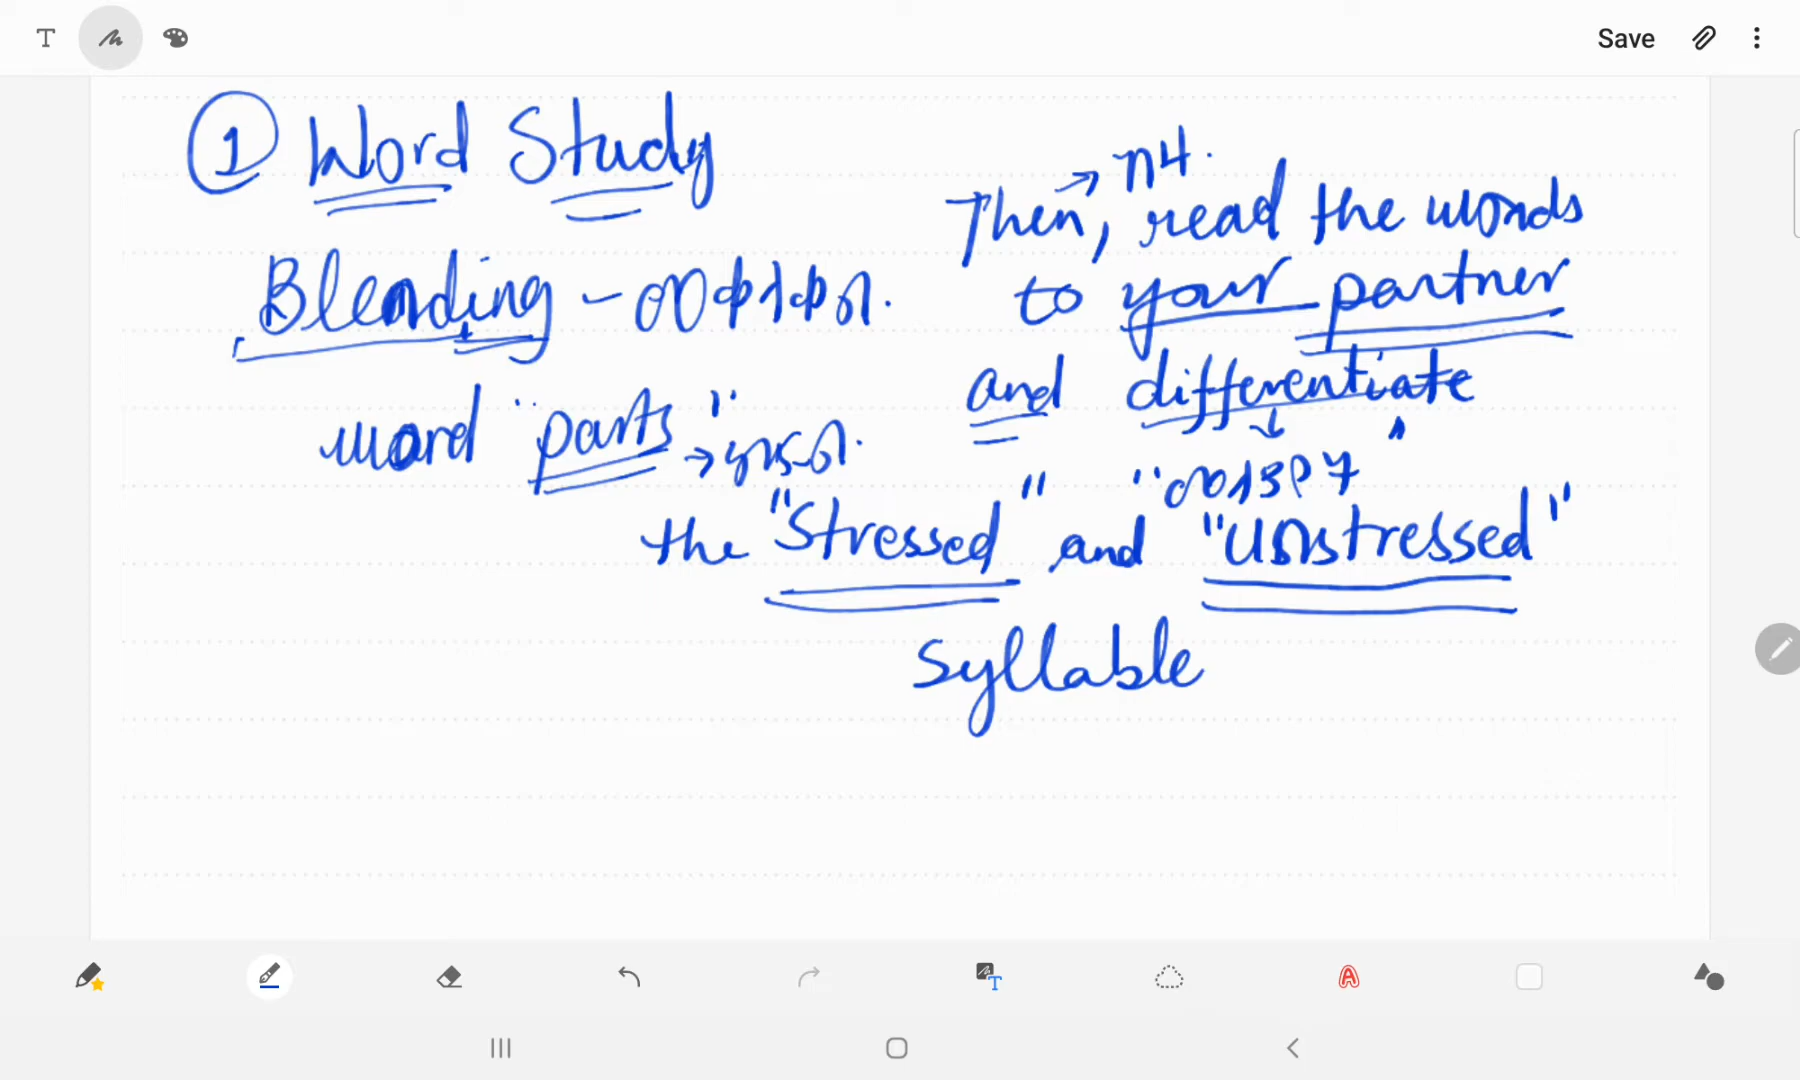 Save
① Word Study
Blending -
word "parts"
Then, read the words
to your partner
and differentiate
the "Stressed" and "Unstressed"
syllable